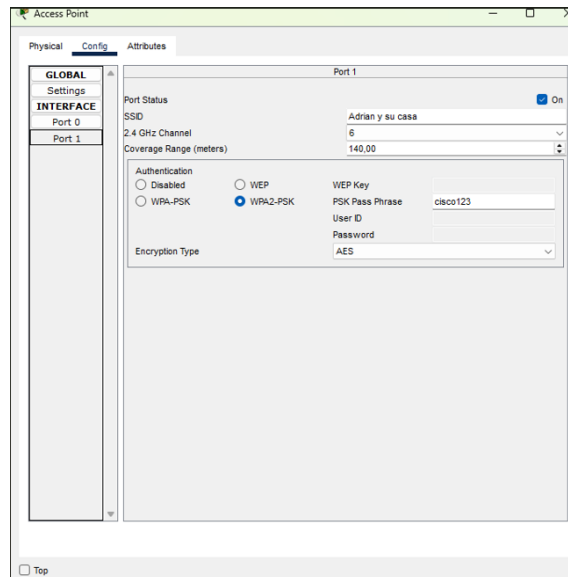 Access Point
Physical Config Attributes
GLOBAL
Settings
INTERFACE
Port 0
Port 1
Port 1
Port Status On
SSID Adrian y su casa
2.4 GHz Channel 6
Coverage Range (meters) 140,00
Authentication
Disabled WEP WEP Key
WPA-PSK WPA2-PSK PSK Pass Phrase cisco123
User ID
Password
Encryption Type AES
Top